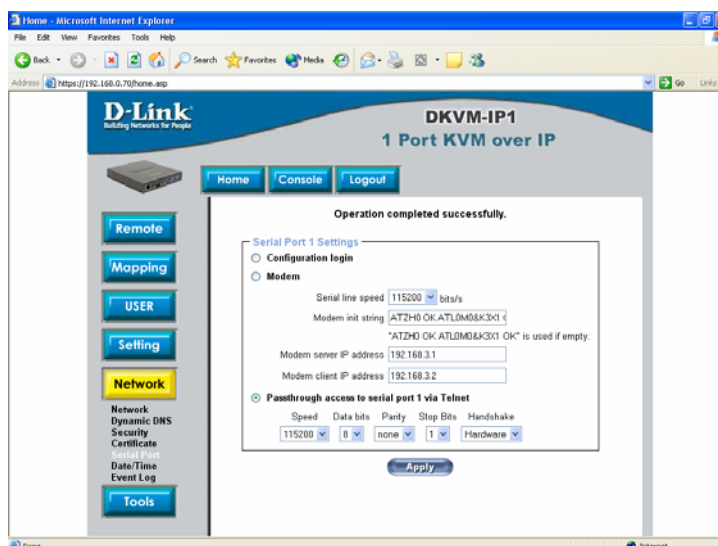 Home - Microsoft Internet Explorer
File Edit View Favorites Tools Help
Back Search Favorites Media
Address https://192.168.0.70/home.asp Go Links
D-Link
Building Networks for People
DKVM-IP1
1 Port KVM over IP
Home Console Logout
Remote
Mapping
USER
Setting
Network
Network
Dynamic DNS
Security
Certificate
Serial Port
Date/Time
Event Log
Tools
Operation completed successfully.
Serial Port 1 Settings
Configuration login
Modem
Serial line speed 115200 bits/s
Modem init string ATZH0 OK ATL0M0&K3X1
"ATZH0 OK ATL0M0&K3X1 OK" is used if empty.
Modem server IP address 192.168.3.1
Modem client IP address 192.168.3.2
Passthrough access to serial port 1 via Telnet
Speed Data bits Parity Stop Bits Handshake
115200 8 none 1 Hardware
Apply
Done Internet